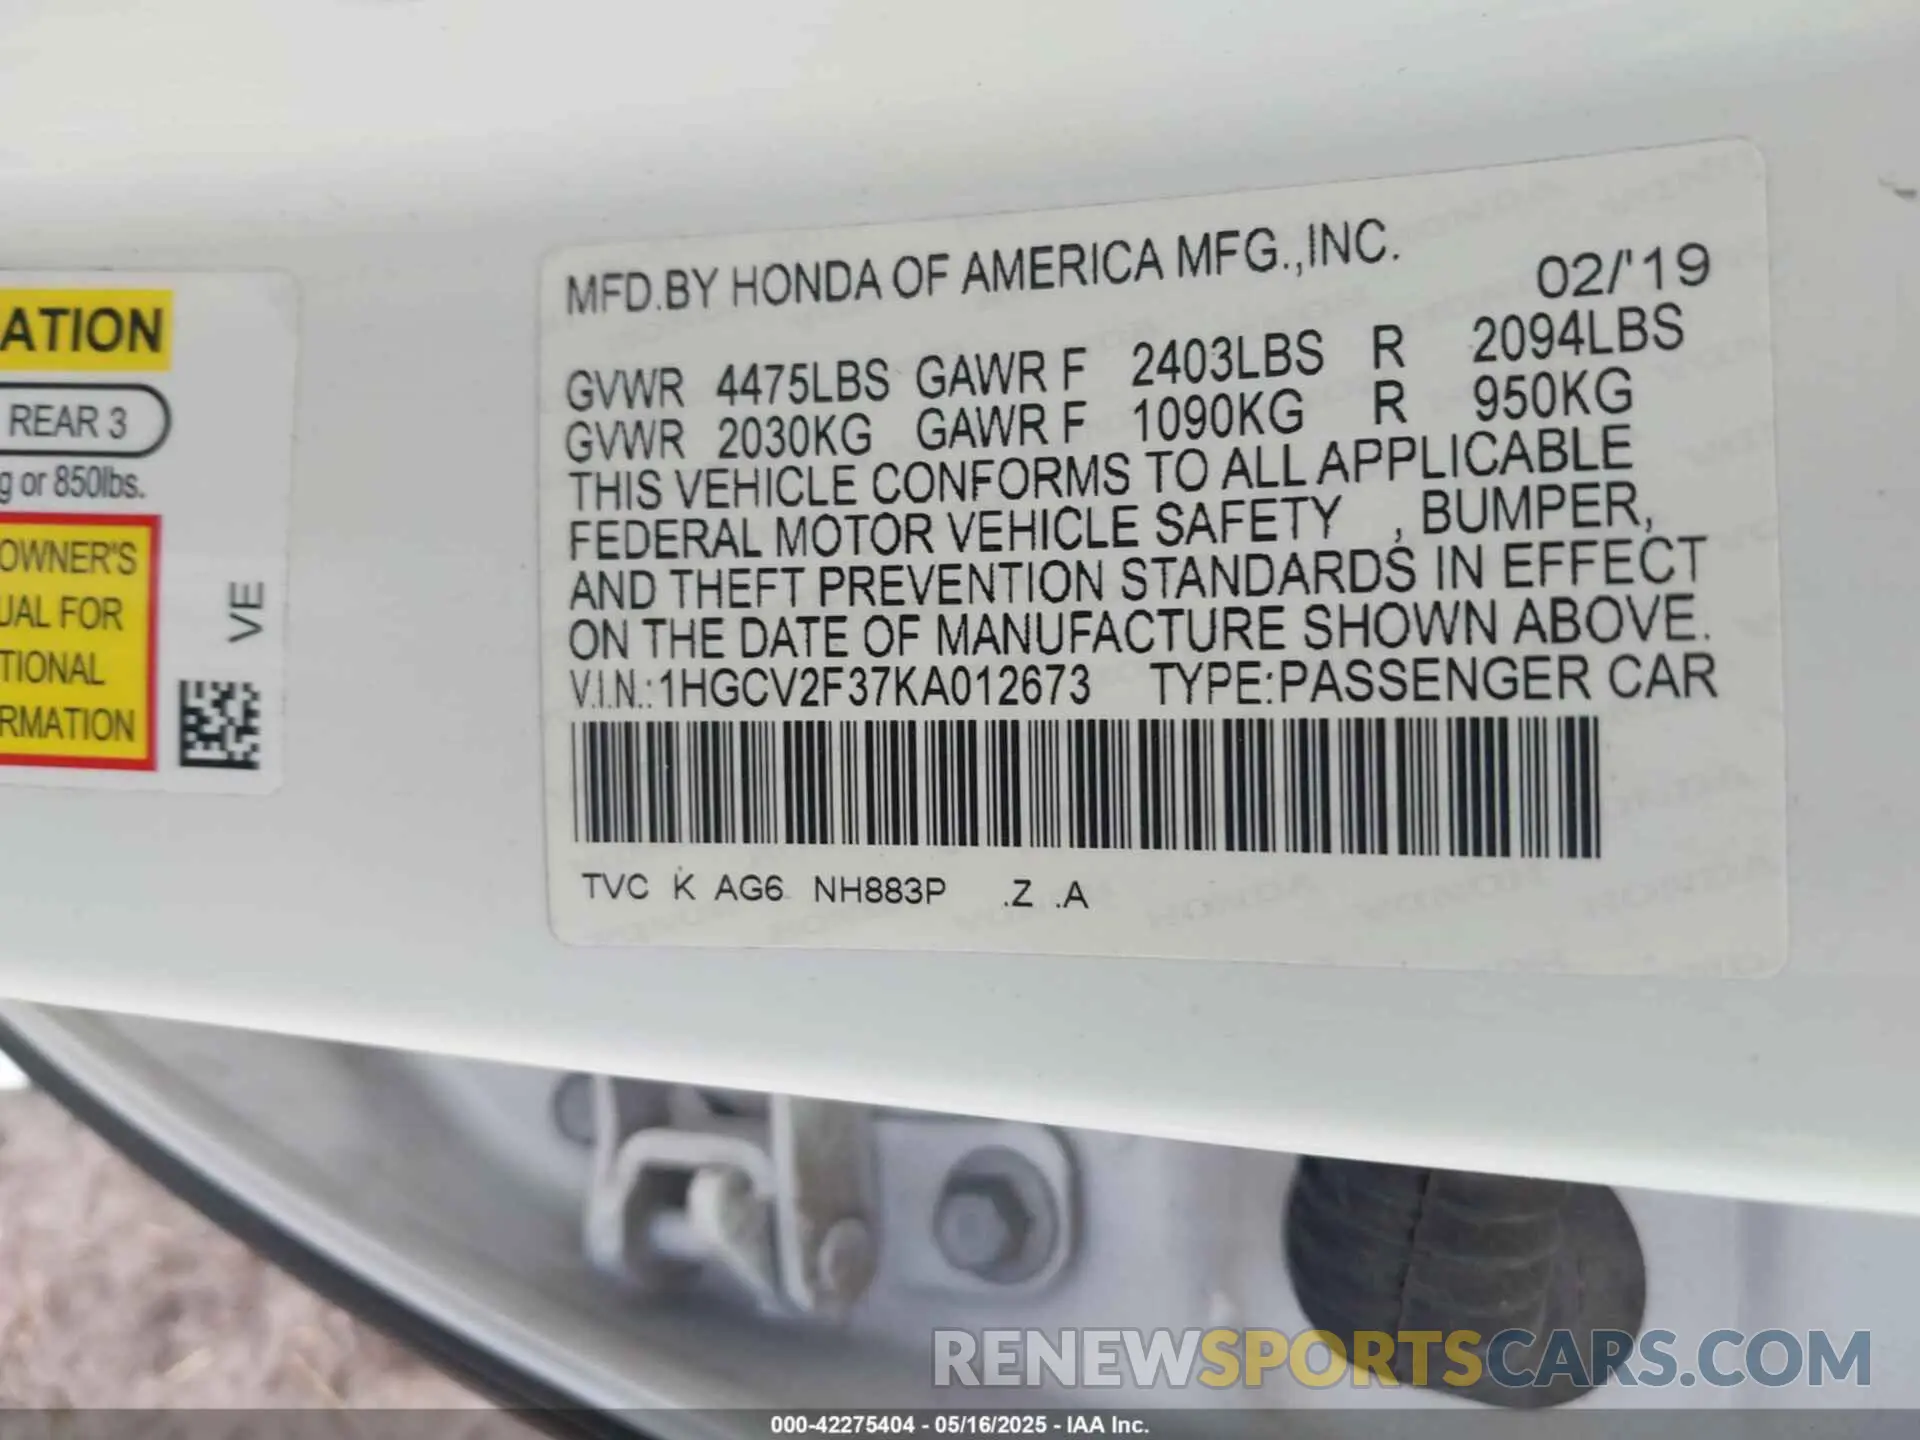 ATION
REAR 3
g or 850lbs.
OWNER'S
UAL FOR
TIONAL
RMATION
VE
MFD.BY HONDA OF AMERICA MFG.,INC. 02/'19
GVWR 4475LBS GAWR F 2403LBS R 2094LBS
GVWR 2030KG GAWR F 1090KG R 950KG
THIS VEHICLE CONFORMS TO ALL APPLICABLE
FEDERAL MOTOR VEHICLE SAFETY , BUMPER,
AND THEFT PREVENTION STANDARDS IN EFFECT
ON THE DATE OF MANUFACTURE SHOWN ABOVE.
V.I.N.:1HGCV2F37KA012673 TYPE:PASSENGER CAR
TVC K AG6 NH883P .Z .A
RENEWSPORTSCARS.COM
000-42275404 - 05/16/2025 - IAA Inc.